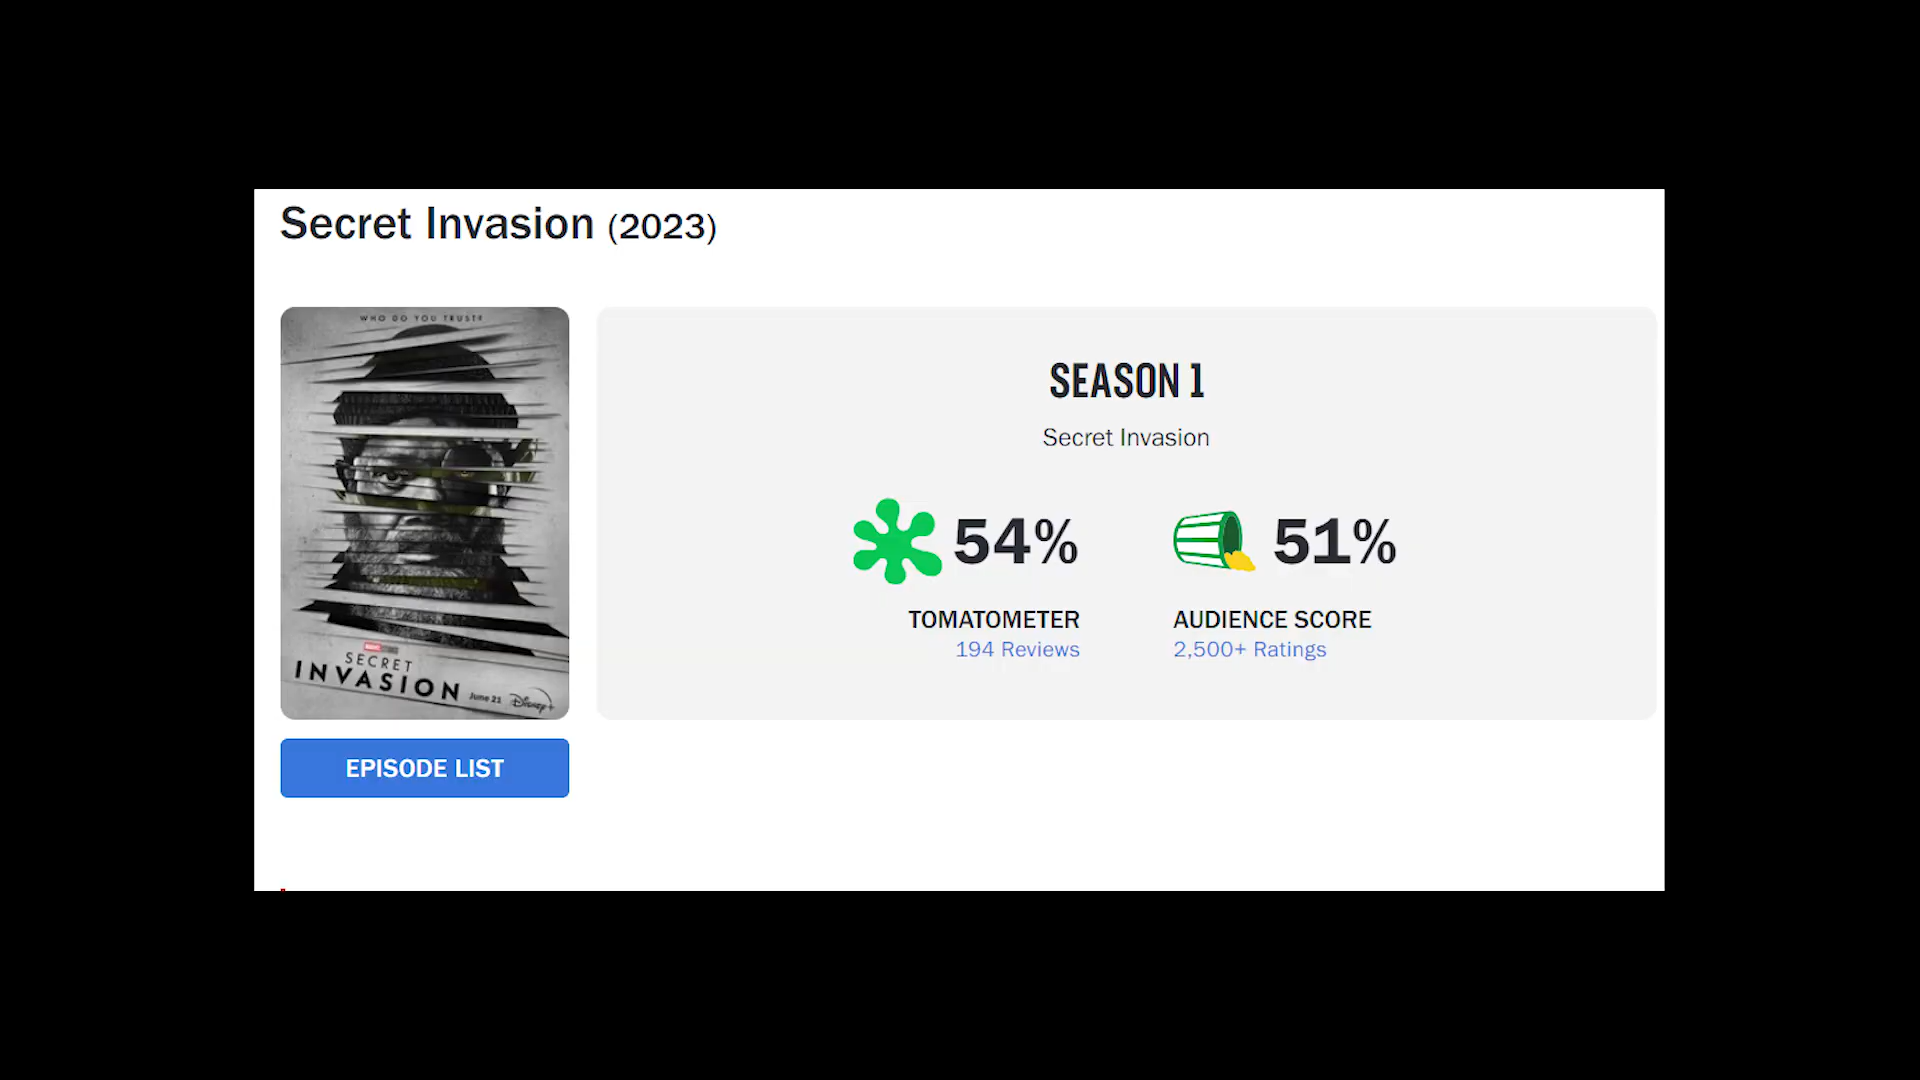 Secret Invasion (2023)
WHO DO YOU TRUST?
SECRET
INVASION
June 21 Disney+
EPISODE LIST
SEASON 1
Secret Invasion
54%
51%
TOMATOMETER
AUDIENCE SCORE
194 Reviews
2,500+ Ratings